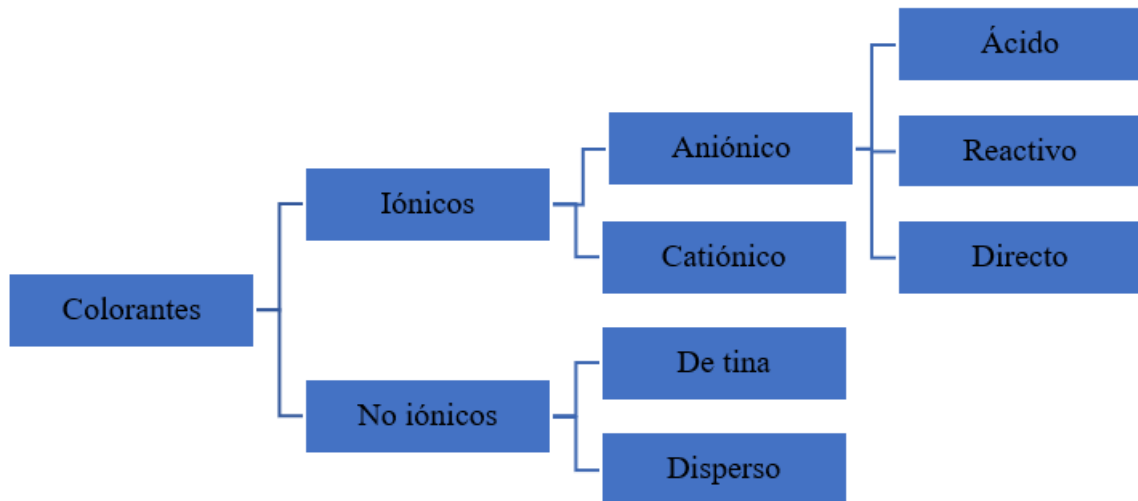 Colorantes
Iónicos
Aniónico
Ácido
Reactivo
Directo
Catiónico
No iónicos
De tina
Disperso